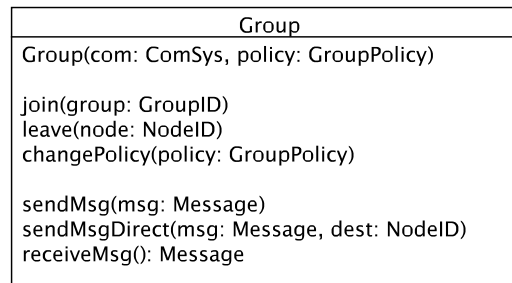 Group
Group(com: ComSys, policy: GroupPolicy)
join(group: GroupID)
leave(node: NodeID)
changePolicy(policy: GroupPolicy)
sendMsg(msg: Message)
sendMsgDirect(msg: Message, dest: NodeID)
receiveMsg(): Message